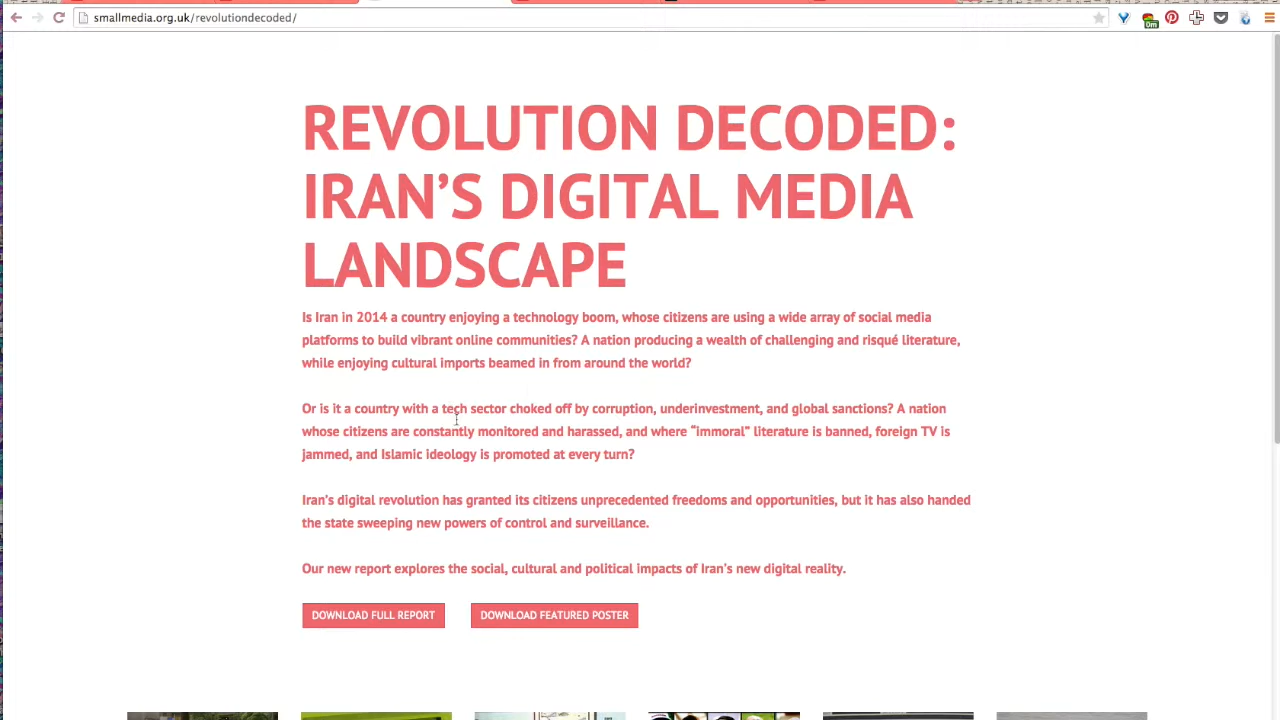 smallmedia.org.uk/revolutiondecoded/
0m
REVOLUTION DECODED:
IRAN’S DIGITAL MEDIA
LANDSCAPE
Is Iran in 2014 a country enjoying a technology boom, whose citizens are using a wide array of social media
platforms to build vibrant online communities? A nation producing a wealth of challenging and risqué literature,
while enjoying cultural imports beamed in from around the world?
Or is it a country with a tech sector choked off by corruption, underinvestment, and global sanctions? A nation
whose citizens are constantly monitored and harassed, and where “immoral” literature is banned, foreign TV is
jammed, and Islamic ideology is promoted at every turn?
Iran’s digital revolution has granted its citizens unprecedented freedoms and opportunities, but it has also handed
the state sweeping new powers of control and surveillance.
Our new report explores the social, cultural and political impacts of Iran’s new digital reality.
DOWNLOAD FULL REPORT
DOWNLOAD FEATURED POSTER